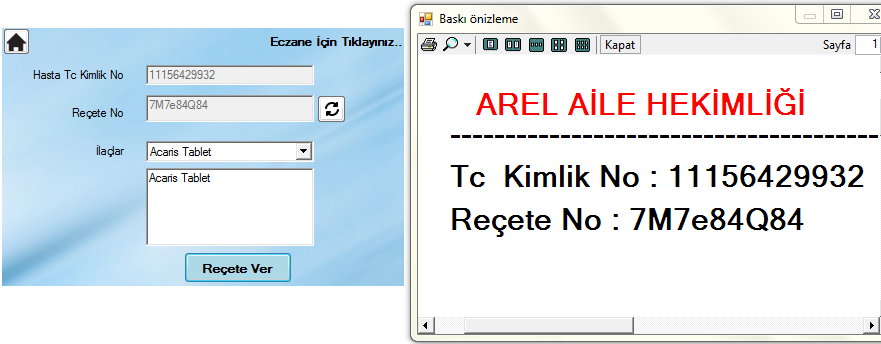 Eczane İçin Tıklayınız..
Hasta Tc Kimlik No
11156429932
Reçete No
7M7e84Q84
İlaçlar
Acaris Tablet
Acaris Tablet
Reçete Ver
Baskı önizleme
Kapat
Sayfa
1
AREL AİLE HEKİMLİĞİ
----------------------------------------
Tc Kimlik No : 11156429932
Reçete No : 7M7e84Q84